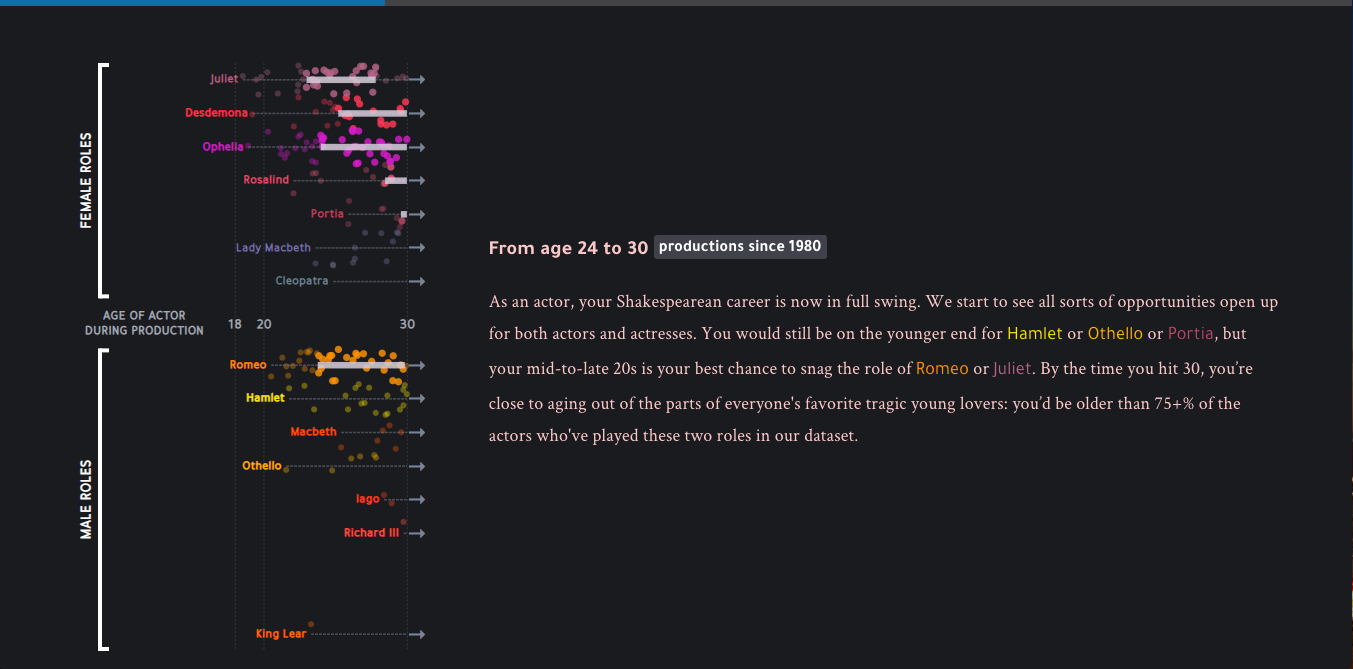 FEMALE ROLES
Juliet
Desdemona
Ophelia
Rosalind
Portia
Lady Macbeth
Cleopatra
AGE OF ACTOR
DURING PRODUCTION
18 20 30
MALE ROLES
Romeo
Hamlet
Macbeth
Othello
Iago
Richard III
King Lear
From age 24 to 30 productions since 1980
As an actor, your Shakespearean career is now in full swing. We start to see all sorts of opportunities open up
for both actors and actresses. You would still be on the younger end for Hamlet or Othello or Portia, but
your mid-to-late 20s is your best chance to snag the role of Romeo or Juliet. By the time you hit 30, you’re
close to aging out of the parts of everyone's favorite tragic young lovers: you’d be older than 75+% of the
actors who've played these two roles in our dataset.